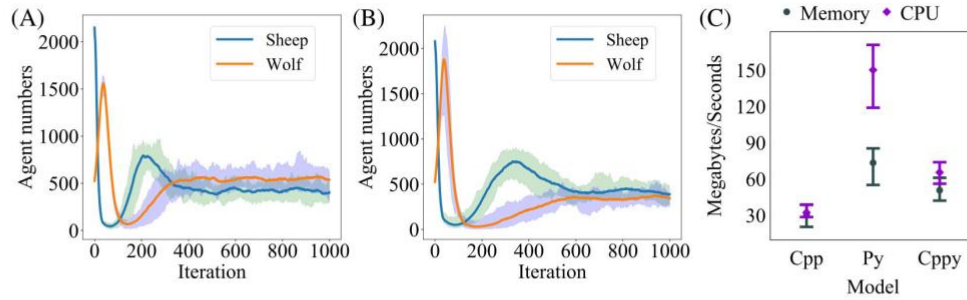 (A)
Agent numbers
2000
1500
1000
500
0
Sheep
Wolf
0 200 400 600 800 1000
Iteration
(B)
Agent numbers
2000
1500
1000
500
0
Sheep
Wolf
0 200 400 600 800 1000
Iteration
(C)
Memory CPU
Megabytes/Seconds
150
120
90
60
30
Cpp Py Cppy
Model